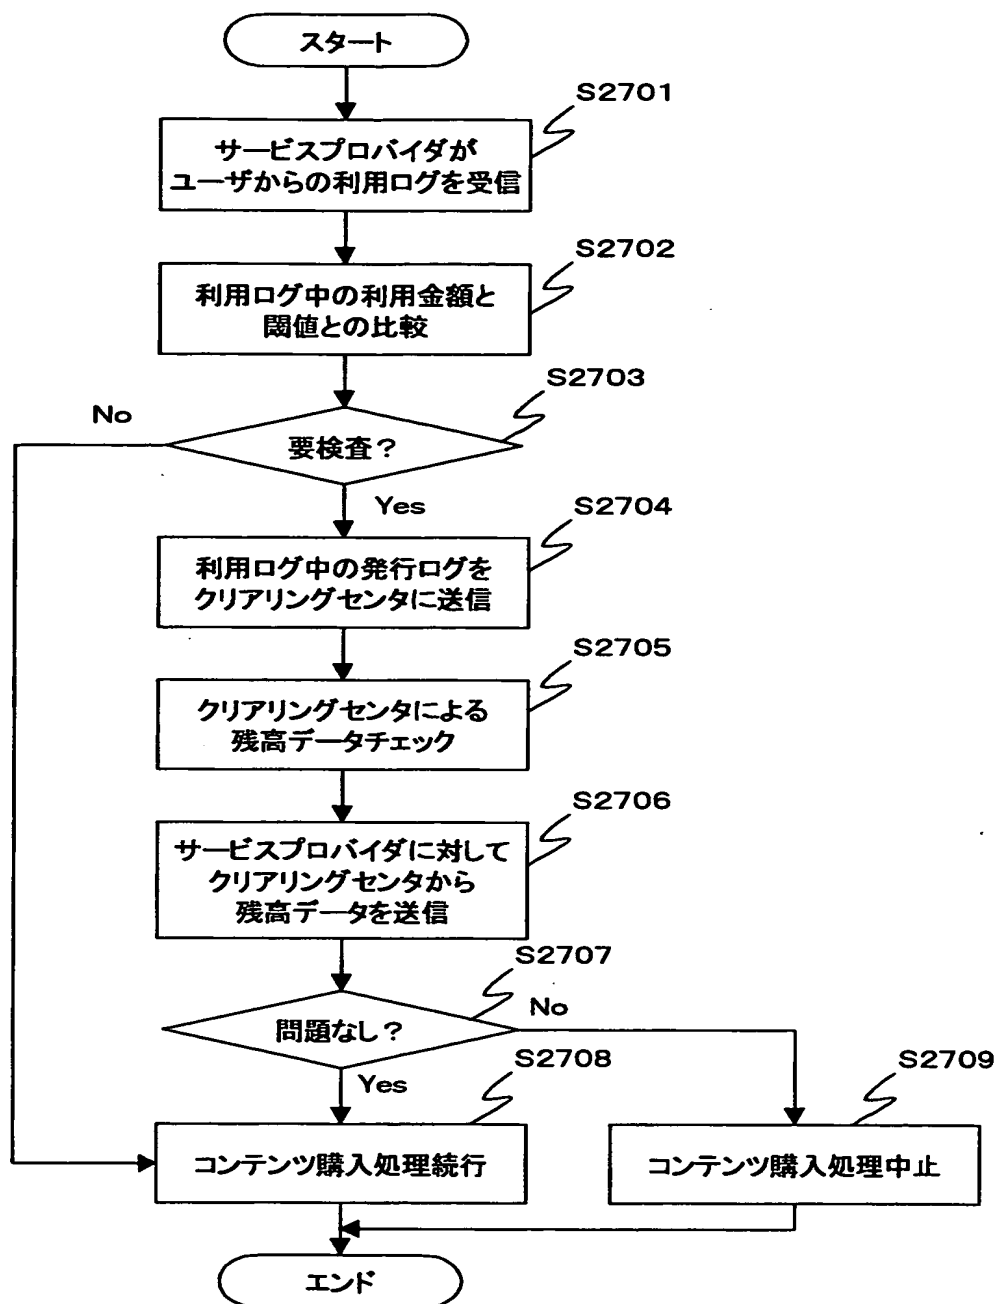 スタート
S2701
サービスプロバイダが
ユーザからの利用ログを受信
S2702
利用ログ中の利用金額と
閾値との比較
S2703
No
要検査？
Yes
S2704
利用ログ中の発行ログを
クリアリングセンタに送信
S2705
クリアリングセンタによる
残高データチェック
S2706
サービスプロバイダに対して
クリアリングセンタから
残高データを送信
S2707
No
問題なし？
Yes
S2708
S2709
コンテンツ購入処理続行
コンテンツ購入処理中止
エンド